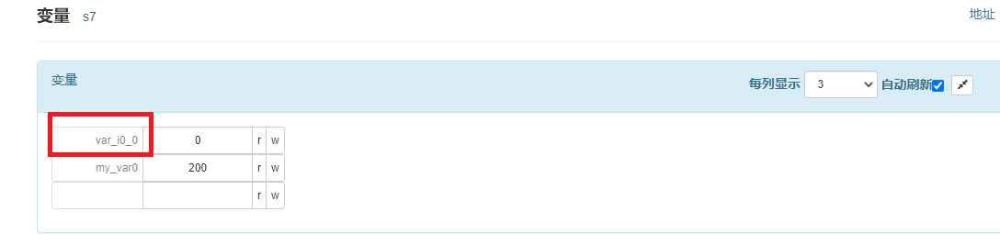 变量 s7 地址
变量 每列显示 3 自动刷新
var_i0_0 0 r w
my_var0 200 r w
r w